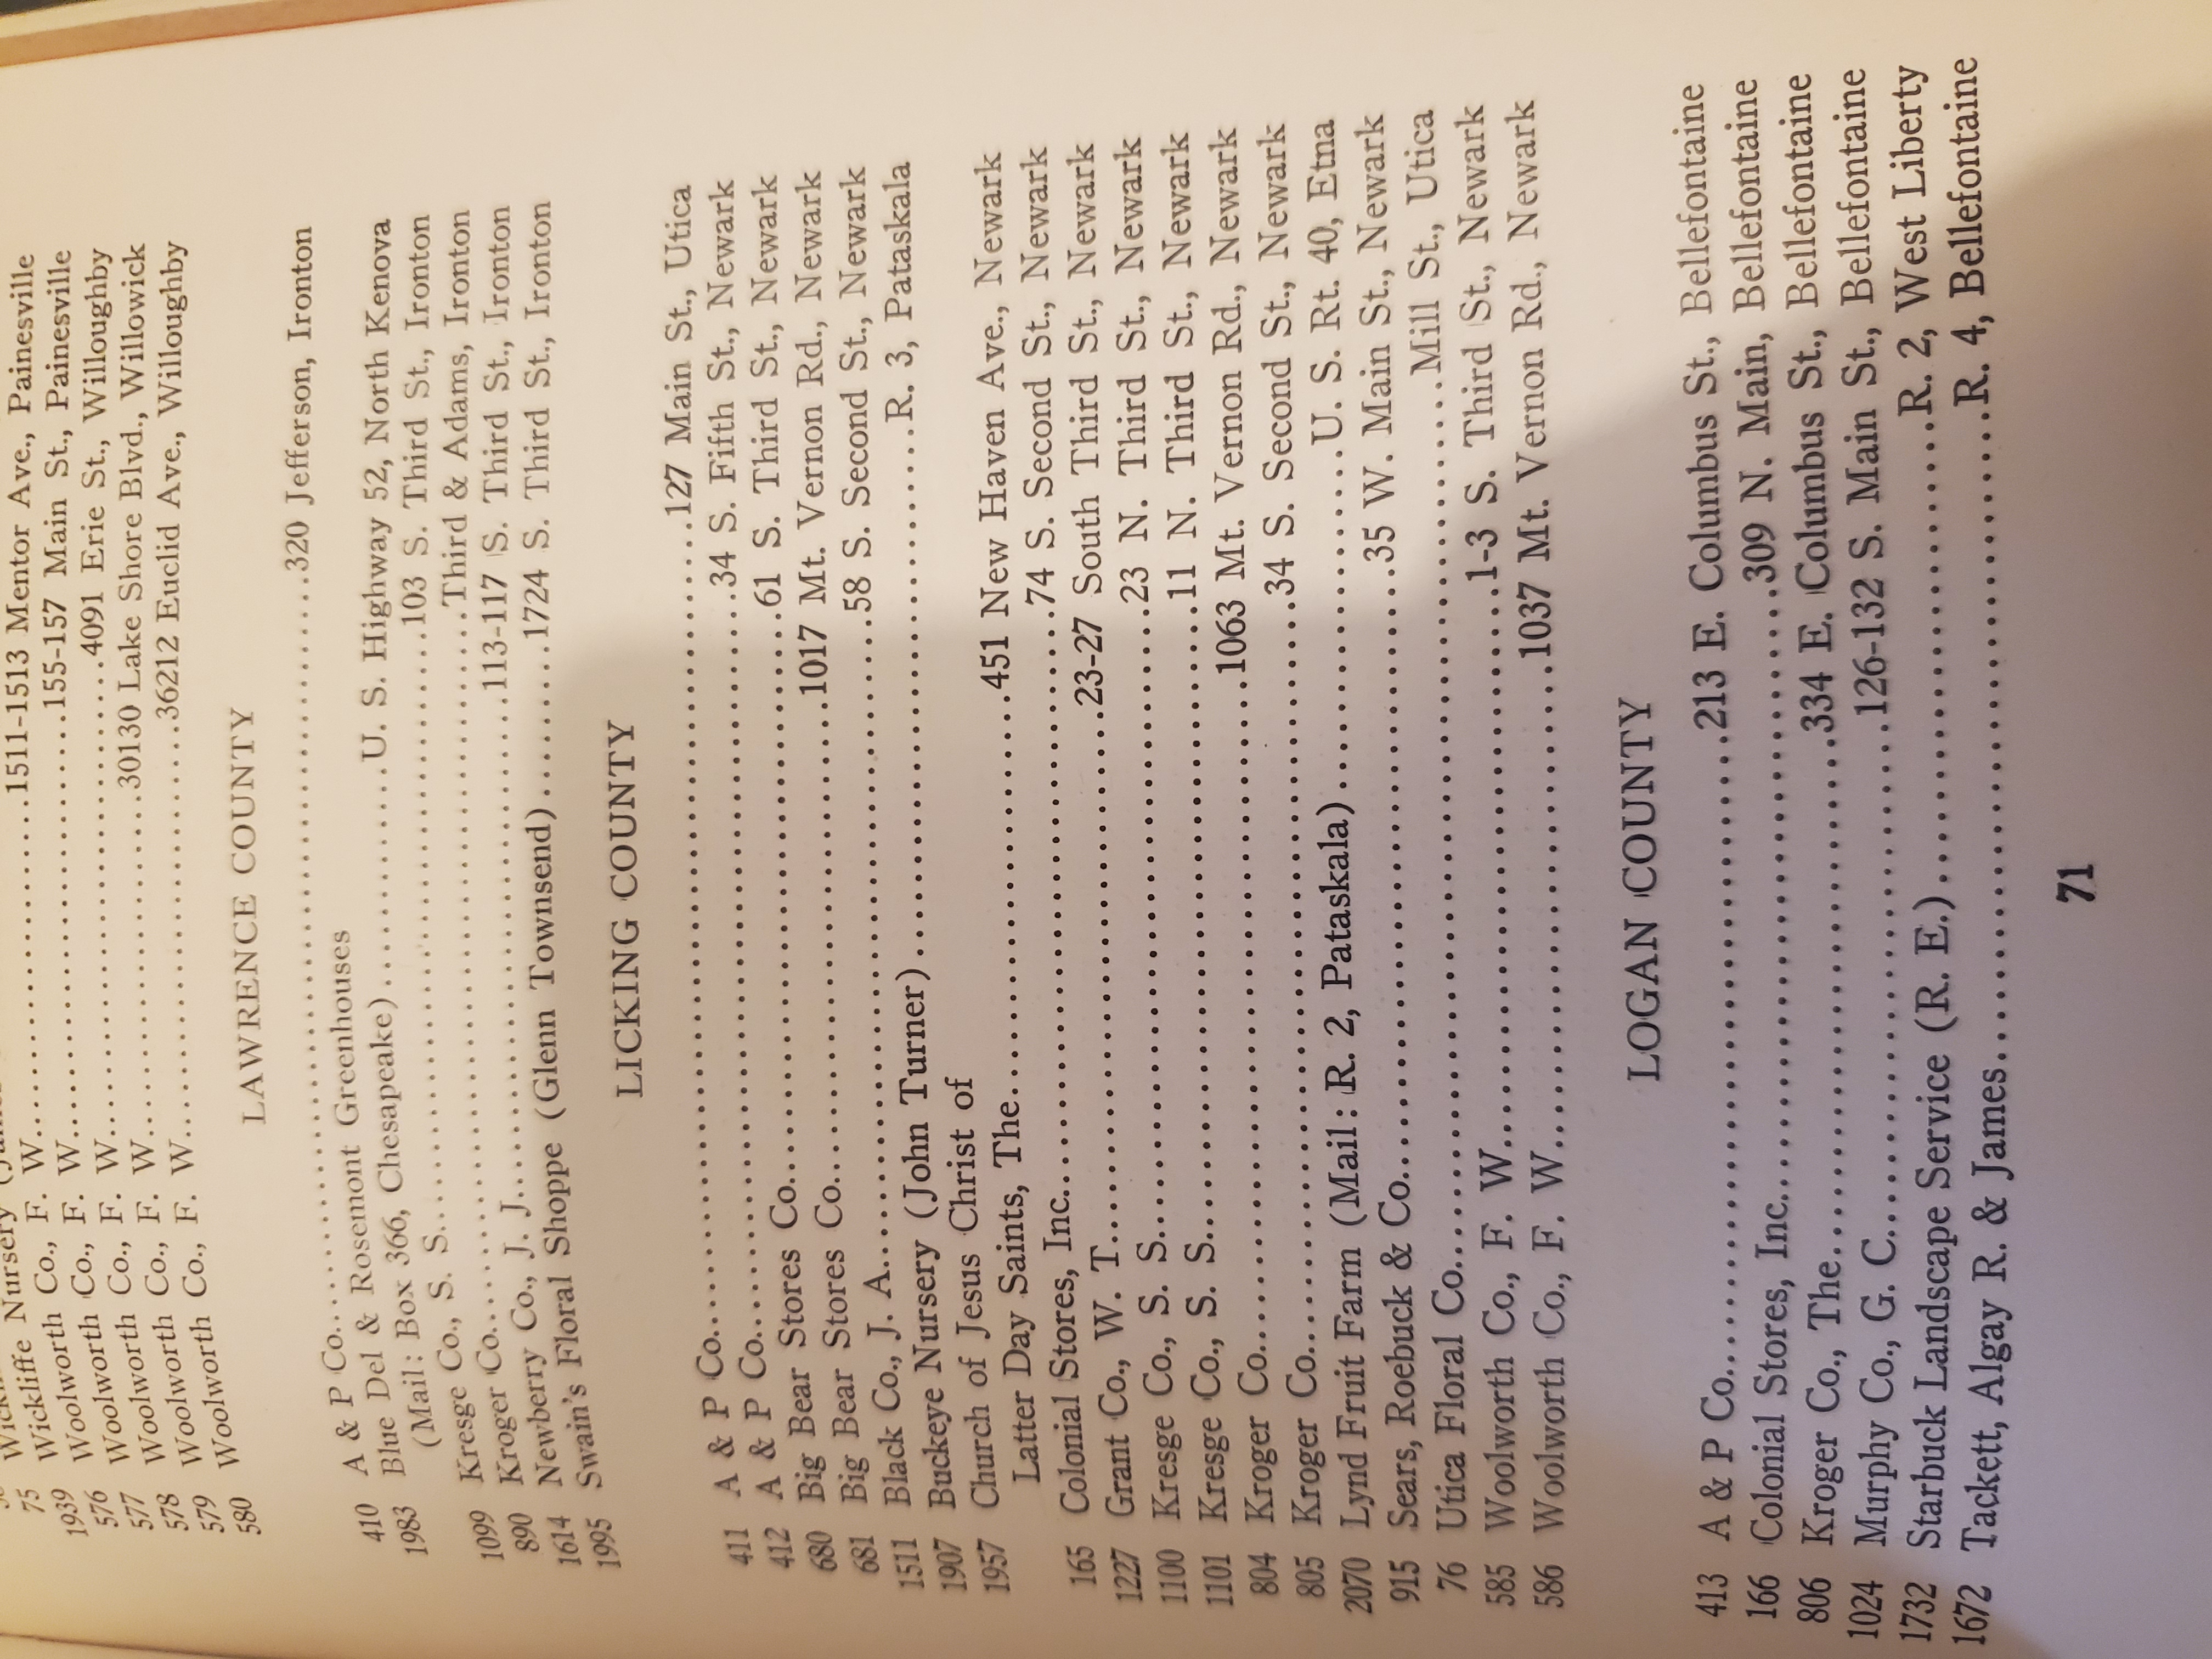 75 Wick
1939 Wickliffe Nursery
576 Woolworth Co., F. W..........1511-1513 Mentor Ave., Painesville
577 Woolworth Co., F. W..........155-157 Main St., Painesville
578 Woolworth Co., F. W..........4091 Erie St., Willoughby
579 Woolworth Co., F. W..........30130 Lake Shore Blvd., Willowick
580 Woolworth Co., F. W..........36212 Euclid Ave., Willoughby
LAWRENCE COUNTY
410 A & P Co..........320 Jefferson, Ironton
1983 Blue Del & Rosemont Greenhouses
(Mail: Box 366, Chesapeake)..........U. S. Highway 52, North Kenova
1099 Kresge Co., S. S..........103 S. Third St., Ironton
890 Kroger Co..........Third & Adams, Ironton
1614 Newberry Co., J. J..........113-117 S. Third St., Ironton
1995 Swain's Floral Shoppe (Glenn Townsend)..........1724 S. Third St., Ironton
LICKING COUNTY
411 A & P Co..........127 Main St., Utica
412 A & P Co..........34 S. Fifth St., Newark
680 Big Bear Stores Co..........61 S. Third St., Newark
681 Big Bear Stores Co..........1017 Mt. Vernon Rd., Newark
1511 Black Co., J. A..........58 S. Second St., Newark
1907 Buckeye Nursery (John Turner)..........R. 3, Pataskala
1957 Church of Jesus Christ of
Latter Day Saints, The..........451 New Haven Ave., Newark
165 Colonial Stores, Inc..........74 S. Second St., Newark
1227 Grant Co., W. T..........23-27 South Third St., Newark
1100 Kresge Co., S. S..........23 N. Third St., Newark
1101 Kresge Co., S. S..........11 N. Third St., Newark
804 Kroger Co..........1063 Mt. Vernon Rd., Newark
805 Kroger Co..........34 S. Second St., Newark
2070 Lynd Fruit Farm (Mail: R. 2, Pataskala)..........U. S. Rt. 40, Etna
915 Sears, Roebuck & Co..........35 W. Main St., Newark
76 Utica Floral Co..........Mill St., Utica
585 Woolworth Co., F. W..........1-3 S. Third St., Newark
586 Woolworth Co., F. W..........1037 Mt. Vernon Rd., Newark
LOGAN COUNTY
413 A & P Co..........213 E. Columbus St., Bellefontaine
166 Colonial Stores, Inc..........309 N. Main, Bellefontaine
806 Kroger Co., The..........334 E. Columbus St., Bellefontaine
1024 Murphy Co., G. C..........126-132 S. Main St., Bellefontaine
1732 Starbuck Landscape Service (R. E.)..........R. 2, West Liberty
1672 Tackett, Algay R. & James..........R. 4, Bellefontaine
71